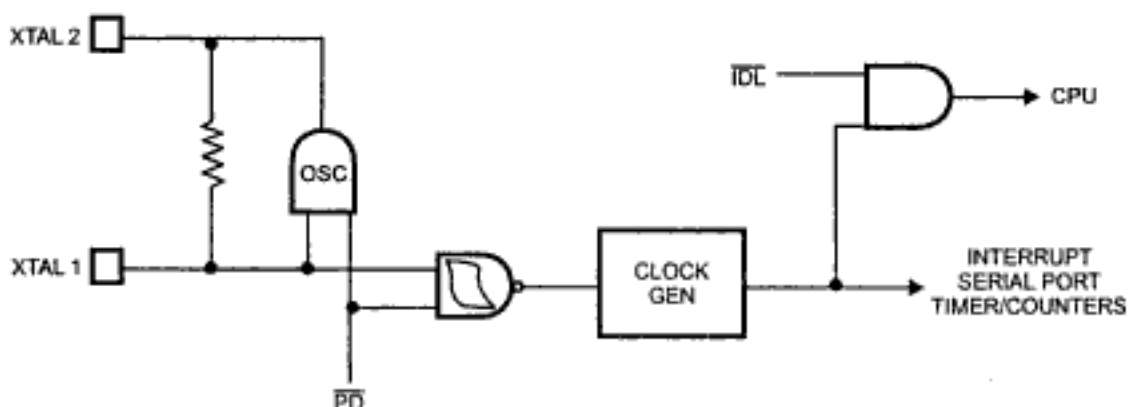 XTAL 2
OSC
XTAL 1
PD
IDL
CPU
CLOCK
GEN
INTERRUPT
SERIAL PORT
TIMER/COUNTERS